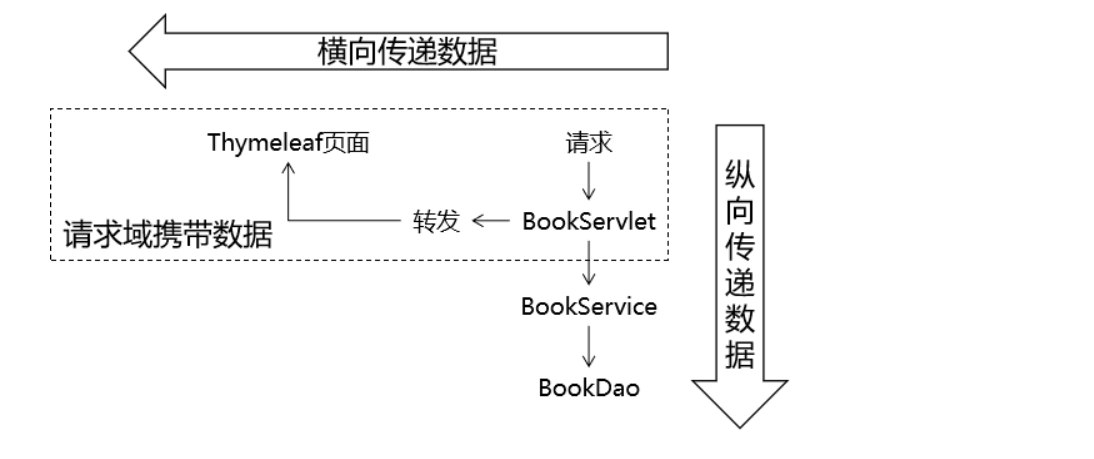 横向传递数据
Thymeleaf页面
请求
转发
BookServlet
请求域携带数据
BookService
BookDao
纵向传递数据